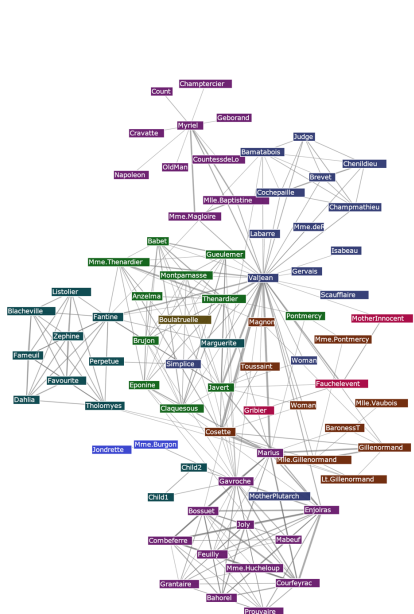 Champtercier
Count
Geborand
Myriel
Cravatte
Judge
Bamatabois
CountessdeLo
Chenildieu
OldMan
Napoleon
Brevet
Cochepaille
Mlle.Baptistine
Champmathieu
Mme.Magloire
Labarre
Mme.deR
Babet
Isabeau
Gueulemer
Mme.Thenardier
Gervais
Montparnasse
Valjean
Listolier
Anzelma
Thenardier
Scaufflaire
Blacheville
Fantine
Boulatruelle
Magnon
Pontmercy
MotherInnocent
Zephine
Brujon
Marguerite
Mme.Pontmercy
Fameuil
Perpetue
Simplice
Toussaint
Woman
Favourite
Eponine
Javert
Fauchelevent
Dahlia
Tholomyes
Claquesous
Gribier
Woman
Mlle.Vaubois
Cosette
BaronessT
Mme.Burgon
Jondrette
Marius
Mlle.Gillenormand
Gillenormand
Child2
Gavroche
Lt.Gillenormand
Child1
MotherPlutarch
Bossuet
Enjolras
Joly
Combeferre
Mabeuf
Feuilly
Mme.Hucheloup
Grantaire
Courfeyrac
Bahorel
Prouvaire